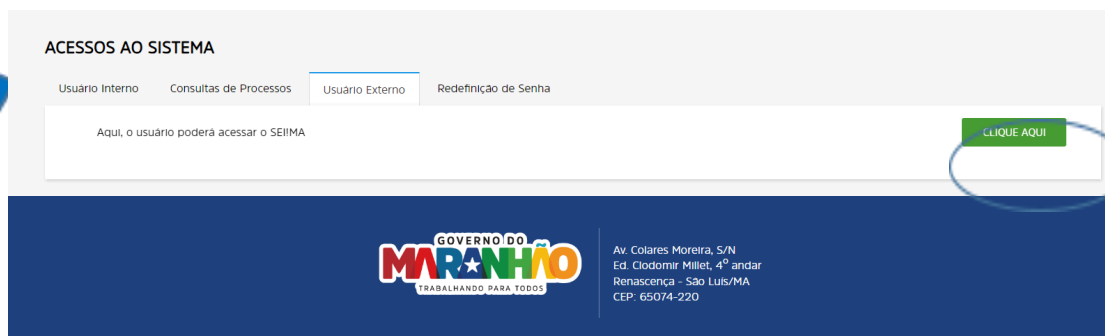 ACESSOS AO SISTEMA
Usuário Interno Consultas de Processos Usuário Externo Redefinição de Senha
Aqui, o usuário poderá acessar o SEI!MA
CLIQUE AQUI
GOVERNO DO
MARANHÃO
TRABALHANDO PARA TODOS
Av. Colares Moreira, S/N
Ed. Clodomir Millet, 4º andar
Renascença - São Luís/MA
CEP: 65074-220